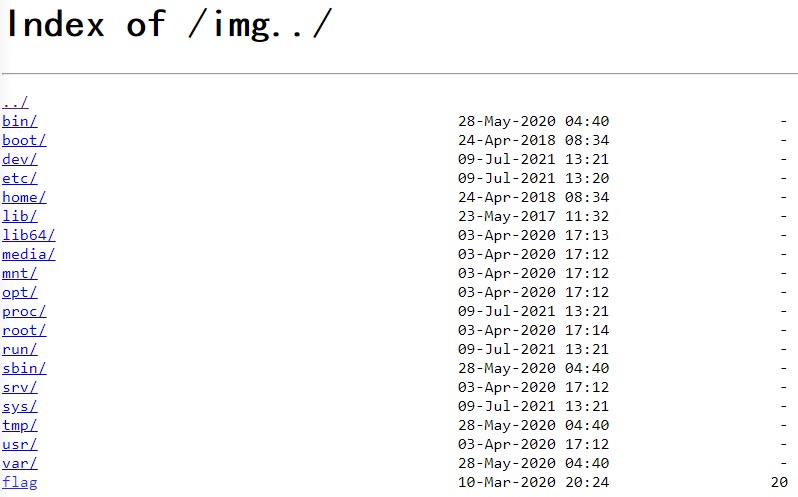 Index of /img../
../
bin/ 28-May-2020 04:40 -
boot/ 24-Apr-2018 08:34 -
dev/ 09-Jul-2021 13:21 -
etc/ 09-Jul-2021 13:20 -
home/ 24-Apr-2018 08:34 -
lib/ 23-May-2017 11:32 -
lib64/ 03-Apr-2020 17:13 -
media/ 03-Apr-2020 17:12 -
mnt/ 03-Apr-2020 17:12 -
opt/ 03-Apr-2020 17:12 -
proc/ 09-Jul-2021 13:21 -
root/ 03-Apr-2020 17:14 -
run/ 09-Jul-2021 13:21 -
sbin/ 28-May-2020 04:40 -
srv/ 03-Apr-2020 17:12 -
sys/ 09-Jul-2021 13:21 -
tmp/ 28-May-2020 04:40 -
usr/ 03-Apr-2020 17:12 -
var/ 28-May-2020 04:40 -
flag 10-Mar-2020 20:24 20